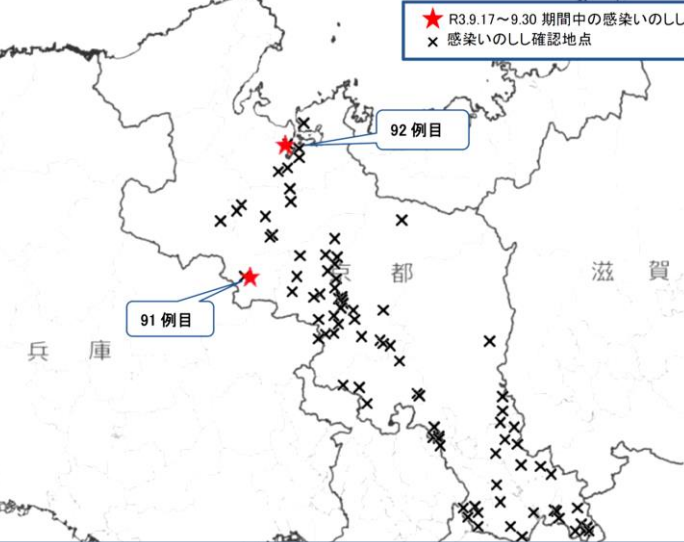 R3.9.17～9.30 期間中の感染いのしし
感染いのしし確認地点
92 例目
京 都
滋 賀
91 例目
兵 庫